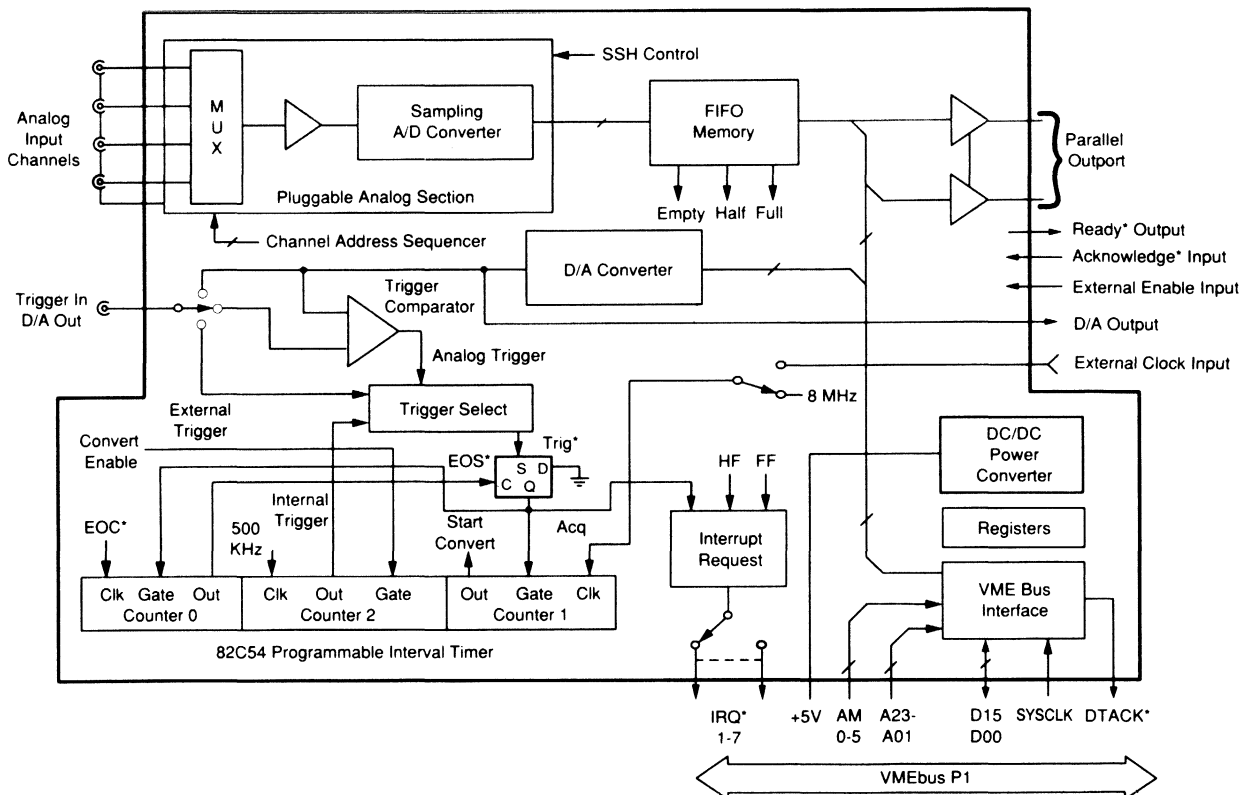 SSH Control
Analog
Input
Channels
M
U
X
Sampling
A/D Converter
Pluggable Analog Section
FIFO
Memory
Empty Half Full
Parallel
Outport
Channel Address Sequencer
Ready* Output
Acknowledge* Input
External Enable Input
D/A Output
External Clock Input
D/A Converter
Trigger In
D/A Out
Trigger
Comparator
Analog Trigger
8 MHz
External
Trigger
Trigger Select
Convert
Enable
EOS*
Trig*
S D
C Q
Internal
Trigger
Start
Convert
Acq
HF FF
Interrupt
Request
DC/DC
Power
Converter
Registers
VME Bus
Interface
EOC*
500
KHz
Clk Gate Out
Counter 0
Clk Out Gate
Counter 2
Out Gate Clk
Counter 1
82C54 Programmable Interval Timer
IRQ*
1-7
+5V
AM
0-5
A23-
A01
D15
D00
SYSCLK
DTACK*
VMEbus P1